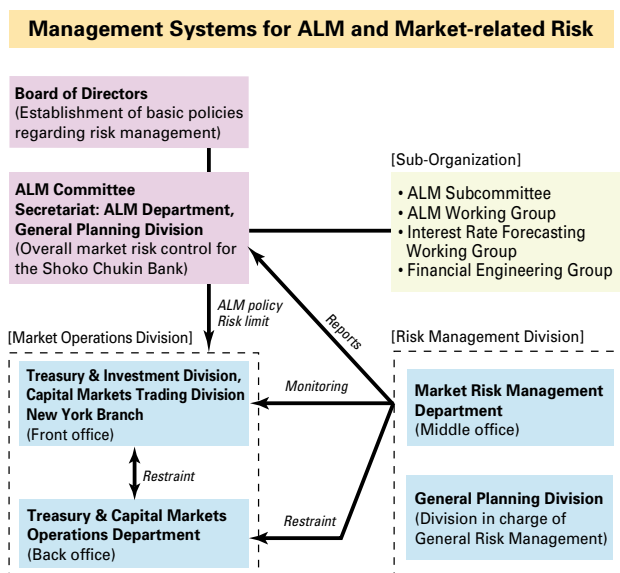 Management Systems for ALM and Market-related Risk
Board of Directors
(Establishment of basic policies
regarding risk management)
ALM Committee
Secretariat: ALM Department,
General Planning Division
(Overall market risk control for
the Shoko Chukin Bank)
[Sub-Organization]
• ALM Subcommittee
• ALM Working Group
• Interest Rate Forecasting
Working Group
• Financial Engineering Group
ALM policy
Risk limit
Reports
[Market Operations Division]
Treasury & Investment Division,
Capital Markets Trading Division
New York Branch
(Front office)
Monitoring
Restraint
Treasury & Capital Markets
Operations Department
(Back office)
Restraint
[Risk Management Division]
Market Risk Management
Department
(Middle office)
General Planning Division
(Division in charge of
General Risk Management)